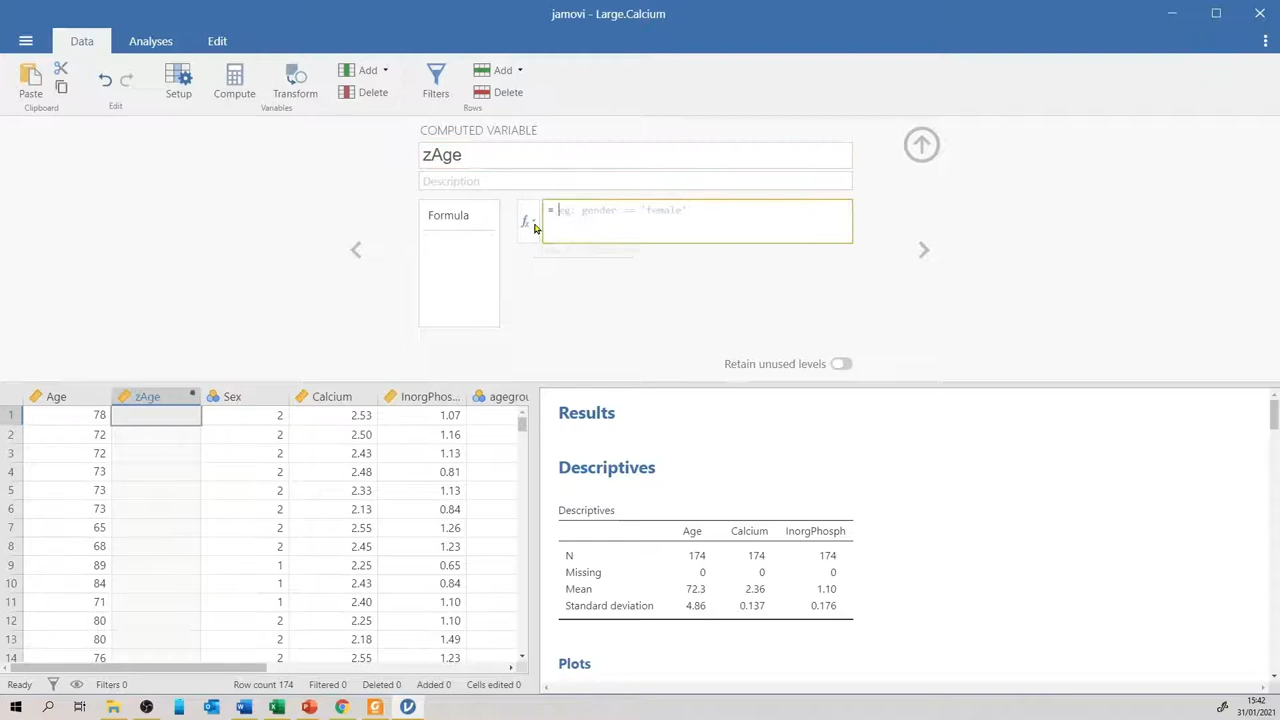 jamovi - Large.Calcium
Data Analyses Edit
Paste Setup Compute Transform Add Delete Filters Add Delete
Clipboard Edit Variables Rows
COMPUTED VARIABLE
zAge
Description
Formula
fx
= eg: gender == 'female'
Retain unused levels
Age zAge Sex Calcium InorgPhos... agegrou
1 78 2 2.53 1.07
2 72 2 2.50 1.16
3 72 2 2.43 1.13
4 73 2 2.48 0.81
5 73 2 2.33 1.13
6 73 2 2.13 0.84
7 65 2 2.55 1.26
8 68 2 2.45 1.23
9 89 1 2.25 0.65
10 84 1 2.43 0.84
11 71 1 2.40 1.10
12 80 2 2.25 1.10
13 80 2 2.18 1.49
14 76 2 2.55 1.23
Ready Filters 0 Row count 174 Filtered 0 Deleted 0 Added 0 Cells edited 0
Results
Descriptives
Descriptives
Age Calcium InorgPhosph
N 174 174 174
Missing 0 0 0
Mean 72.3 2.36 1.10
Standard deviation 4.86 0.137 0.176
Plots
15:42
31/01/2021